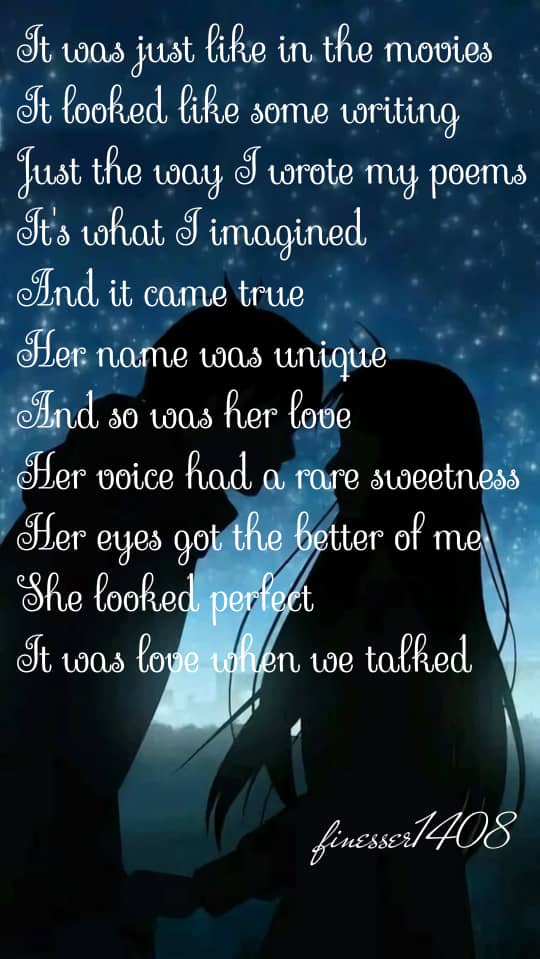 It was just like in the movies
It looked like some writing
Just the way I wrote my poems
It's what I imagined
And it came true
Her name was unique
And so was her love
Her voice had a rare sweetness
Her eyes got the better of me
She looked perfect
It was love when we talked
finesser1408